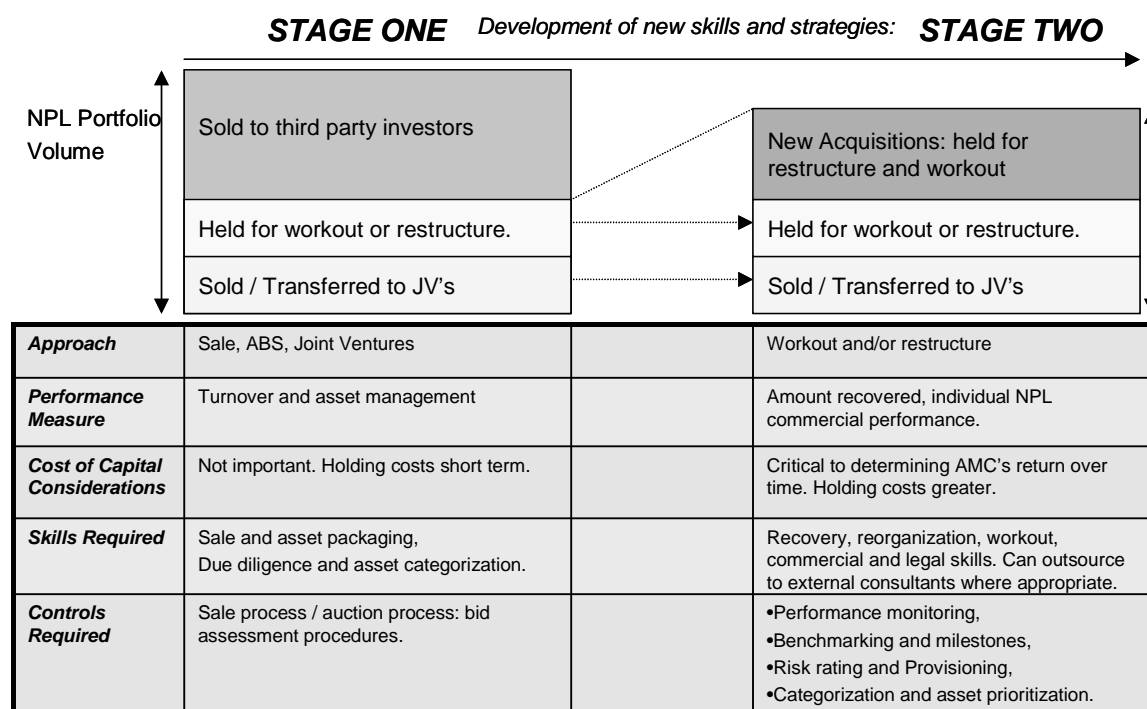 STAGE ONE Development of new skills and strategies: STAGE TWO
NPL Portfolio
Volume
Sold to third party investors
New Acquisitions: held for
restructure and workout
Held for workout or restructure.
Held for workout or restructure.
Sold / Transferred to JV's
Sold / Transferred to JV's
Approach
Sale, ABS, Joint Ventures
Workout and/or restructure
Performance
Measure
Turnover and asset management
Amount recovered, individual NPL
commercial performance.
Cost of Capital
Considerations
Not important. Holding costs short term.
Critical to determining AMC's return over
time. Holding costs greater.
Skills Required
Sale and asset packaging,
Due diligence and asset categorization.
Recovery, reorganization, workout,
commercial and legal skills. Can outsource
to external consultants where appropriate.
Controls
Required
Sale process / auction process: bid
assessment procedures.
•Performance monitoring,
•Benchmarking and milestones,
•Risk rating and Provisioning,
•Categorization and asset prioritization.